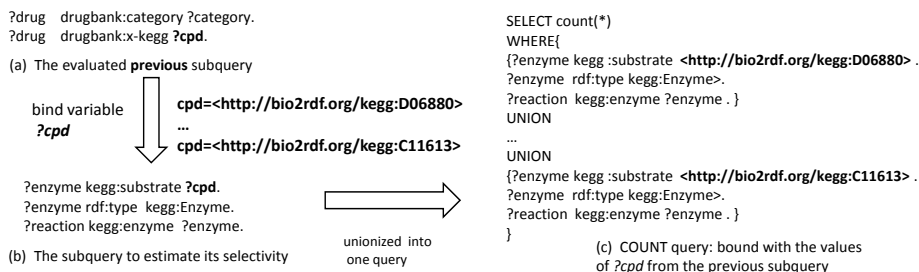 ?drug drugbank:category ?category.
?drug drugbank:x-kegg ?cpd.
(a) The evaluated previous subquery
bind variable
?cpd
cpd=<http://bio2rdf.org/kegg:D06880>
...
cpd=<http://bio2rdf.org/kegg:C11613>
?enzyme kegg:substrate ?cpd.
?enzyme rdf:type kegg:Enzyme.
?reaction kegg:enzyme ?enzyme.
(b) The subquery to estimate its selectivity
unionized into
one query
SELECT count(*)
WHERE{
{?enzyme kegg :substrate <http://bio2rdf.org/kegg:D06880> .
?enzyme rdf:type kegg:Enzyme>.
?reaction kegg:enzyme ?enzyme . }
UNION
...
UNION
{?enzyme kegg :substrate <http://bio2rdf.org/kegg:C11613> .
?enzyme rdf:type kegg:Enzyme>.
?reaction kegg:enzyme ?enzyme . }
}
(c) COUNT query: bound with the values
of ?cpd from the previous subquery